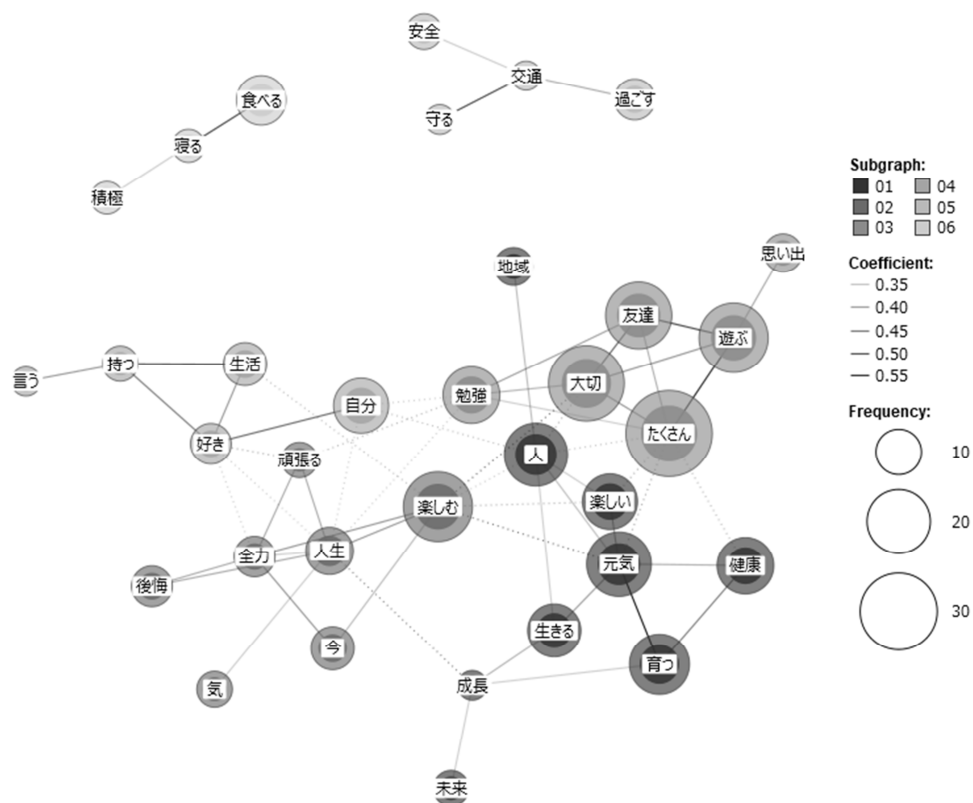 安全
交通
過ごす
守る
食べる
寝る
積極
地域
思い出
友達
遊ぶ
大切
たくさん
勉強
人
楽しい
元気
健康
生きる
育つ
成長
未来
言う
持つ
生活
自分
好き
頑張る
楽しむ
全力
人生
後悔
今
気
Subgraph:
01 04
02 05
03 06
Coefficient:
0.35
0.40
0.45
0.50
0.55
Frequency:
10
20
30